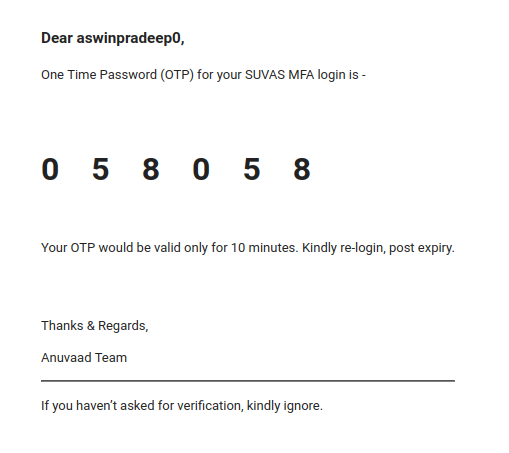 Dear aswinpradeep0,
One Time Password (OTP) for your SUVAS MFA login is -
0 5 8 0 5 8
Your OTP would be valid only for 10 minutes. Kindly re-login, post expiry.
Thanks & Regards,
Anuvaad Team
If you haven’t asked for verification, kindly ignore.